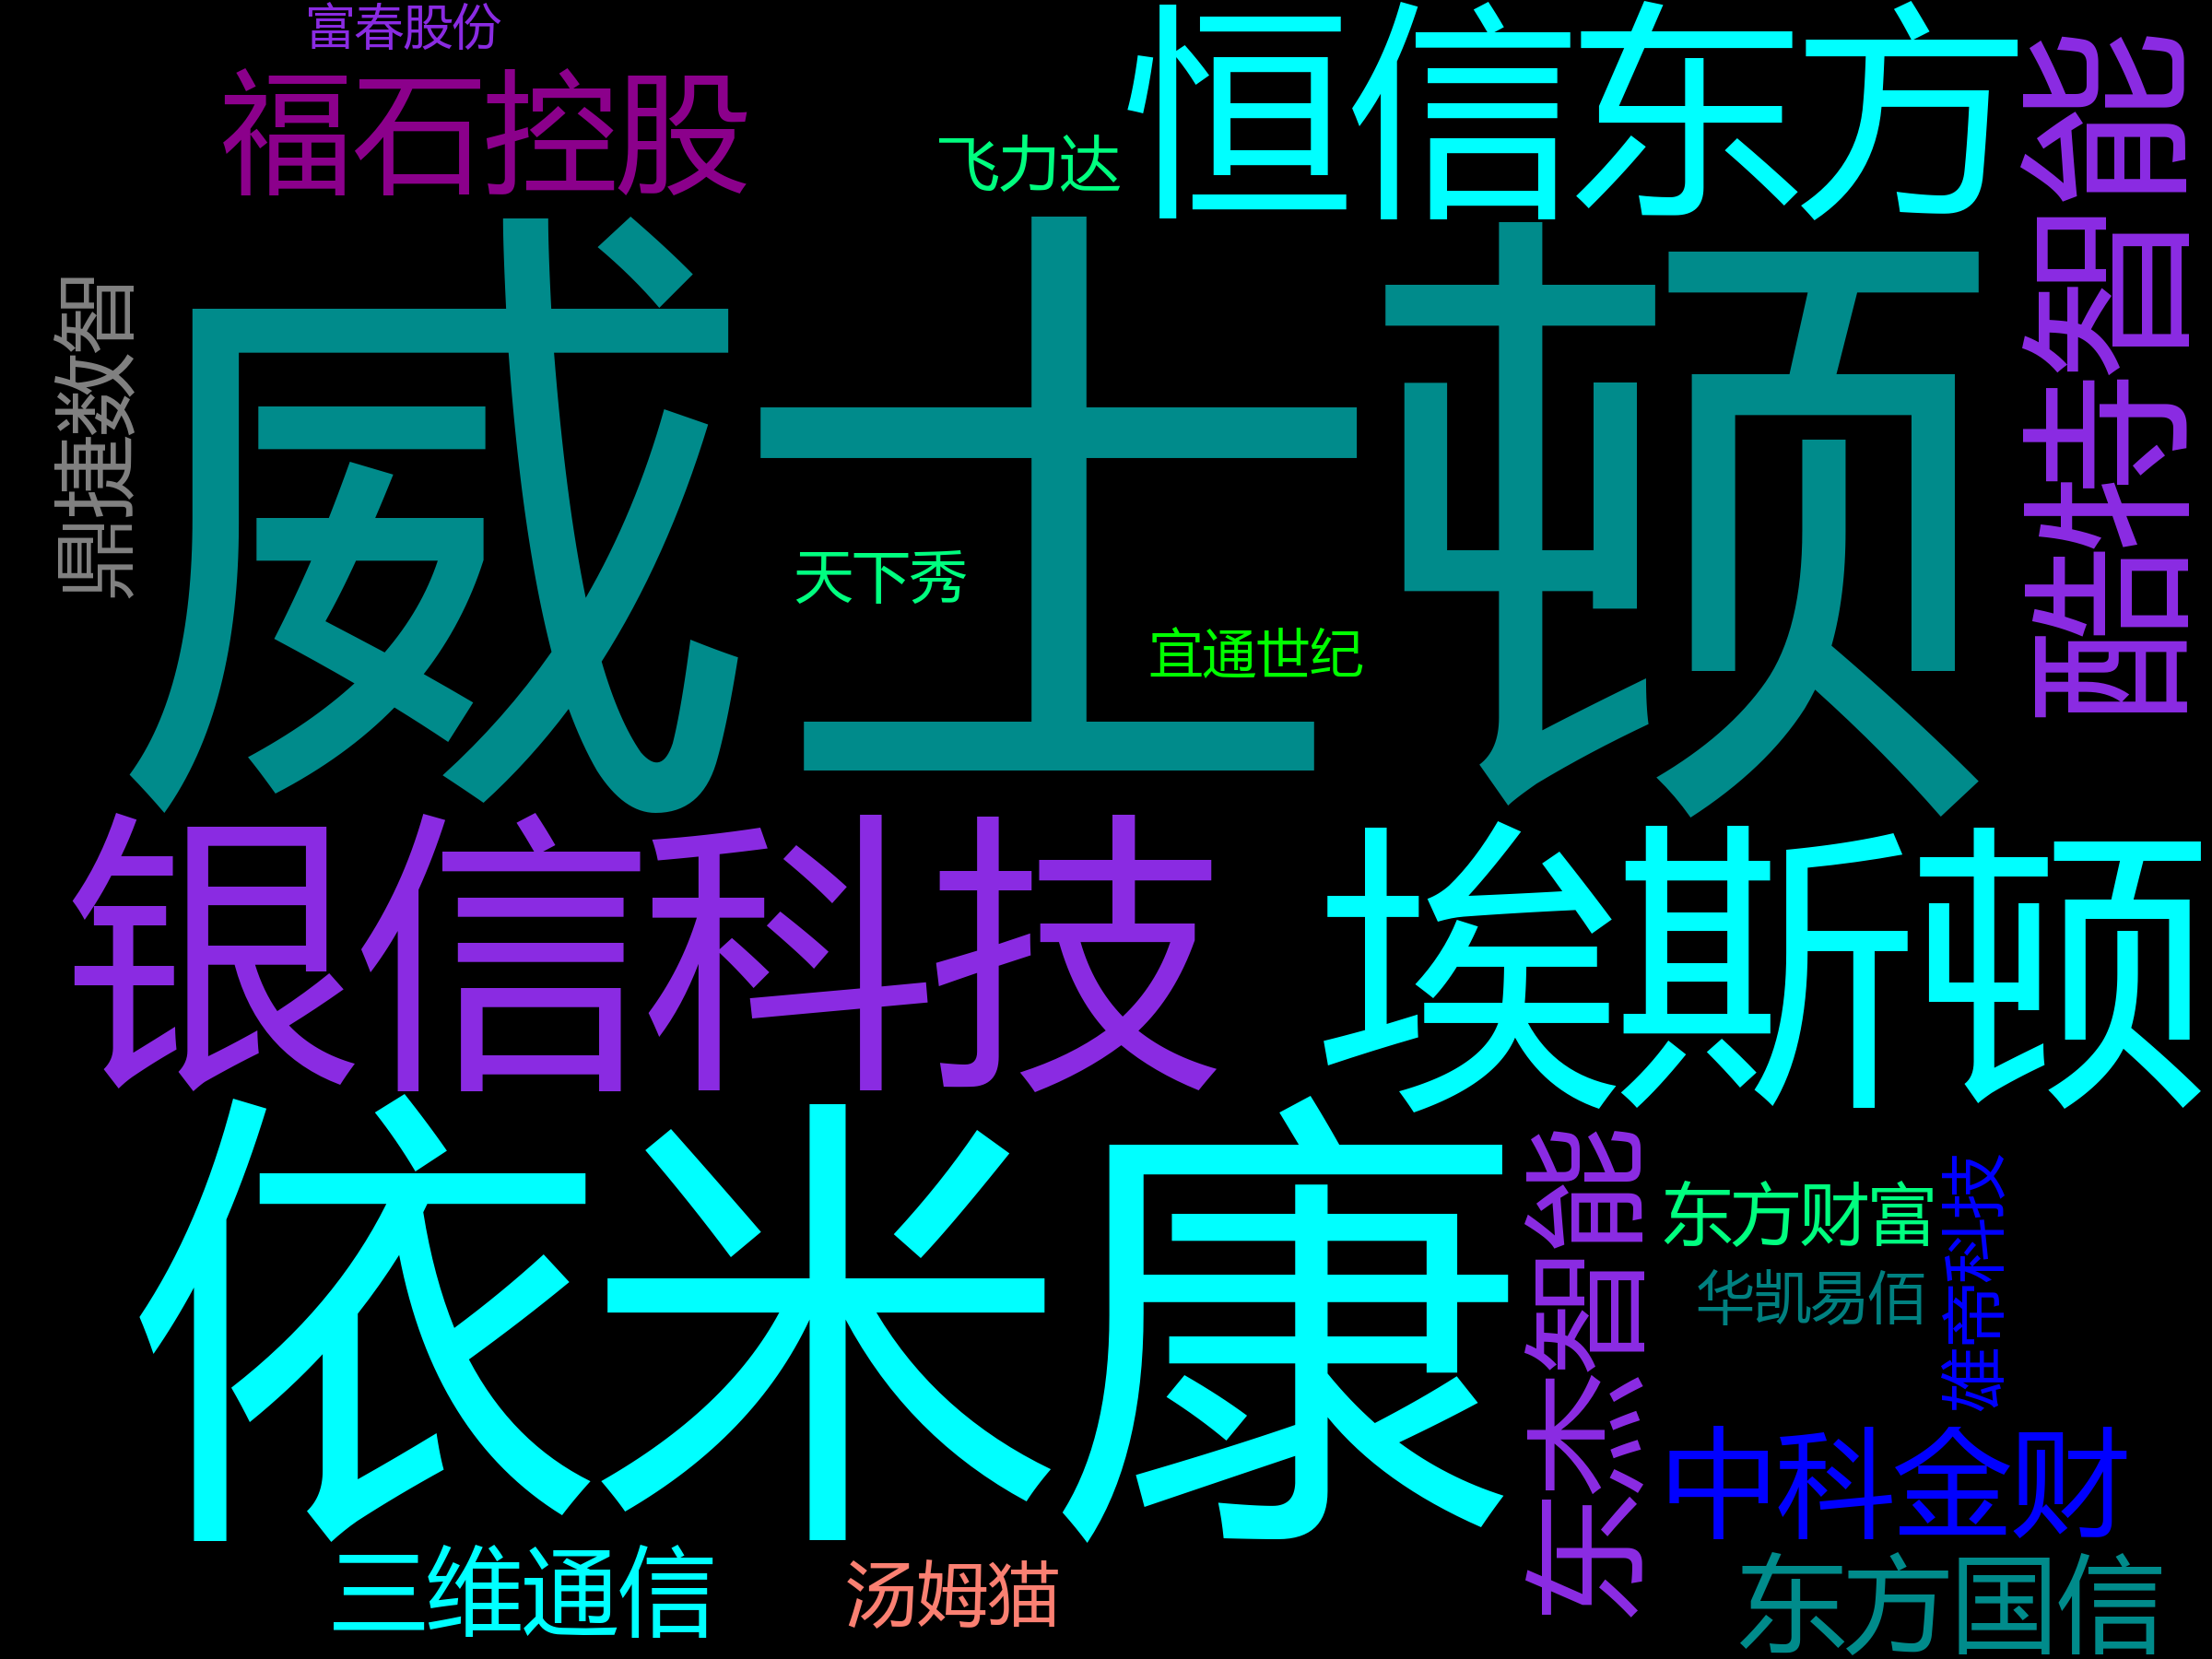 富春股份
福石控股
飞力达
恒信东方
酷特智能
鼎捷数智
威士顿
天下秀
宜通世纪
银信科技
埃斯顿
依米康
东杰智能
东方财富
华凯易佰
维帝科技
中科金财
东方国信
三维通信
汤姆猫